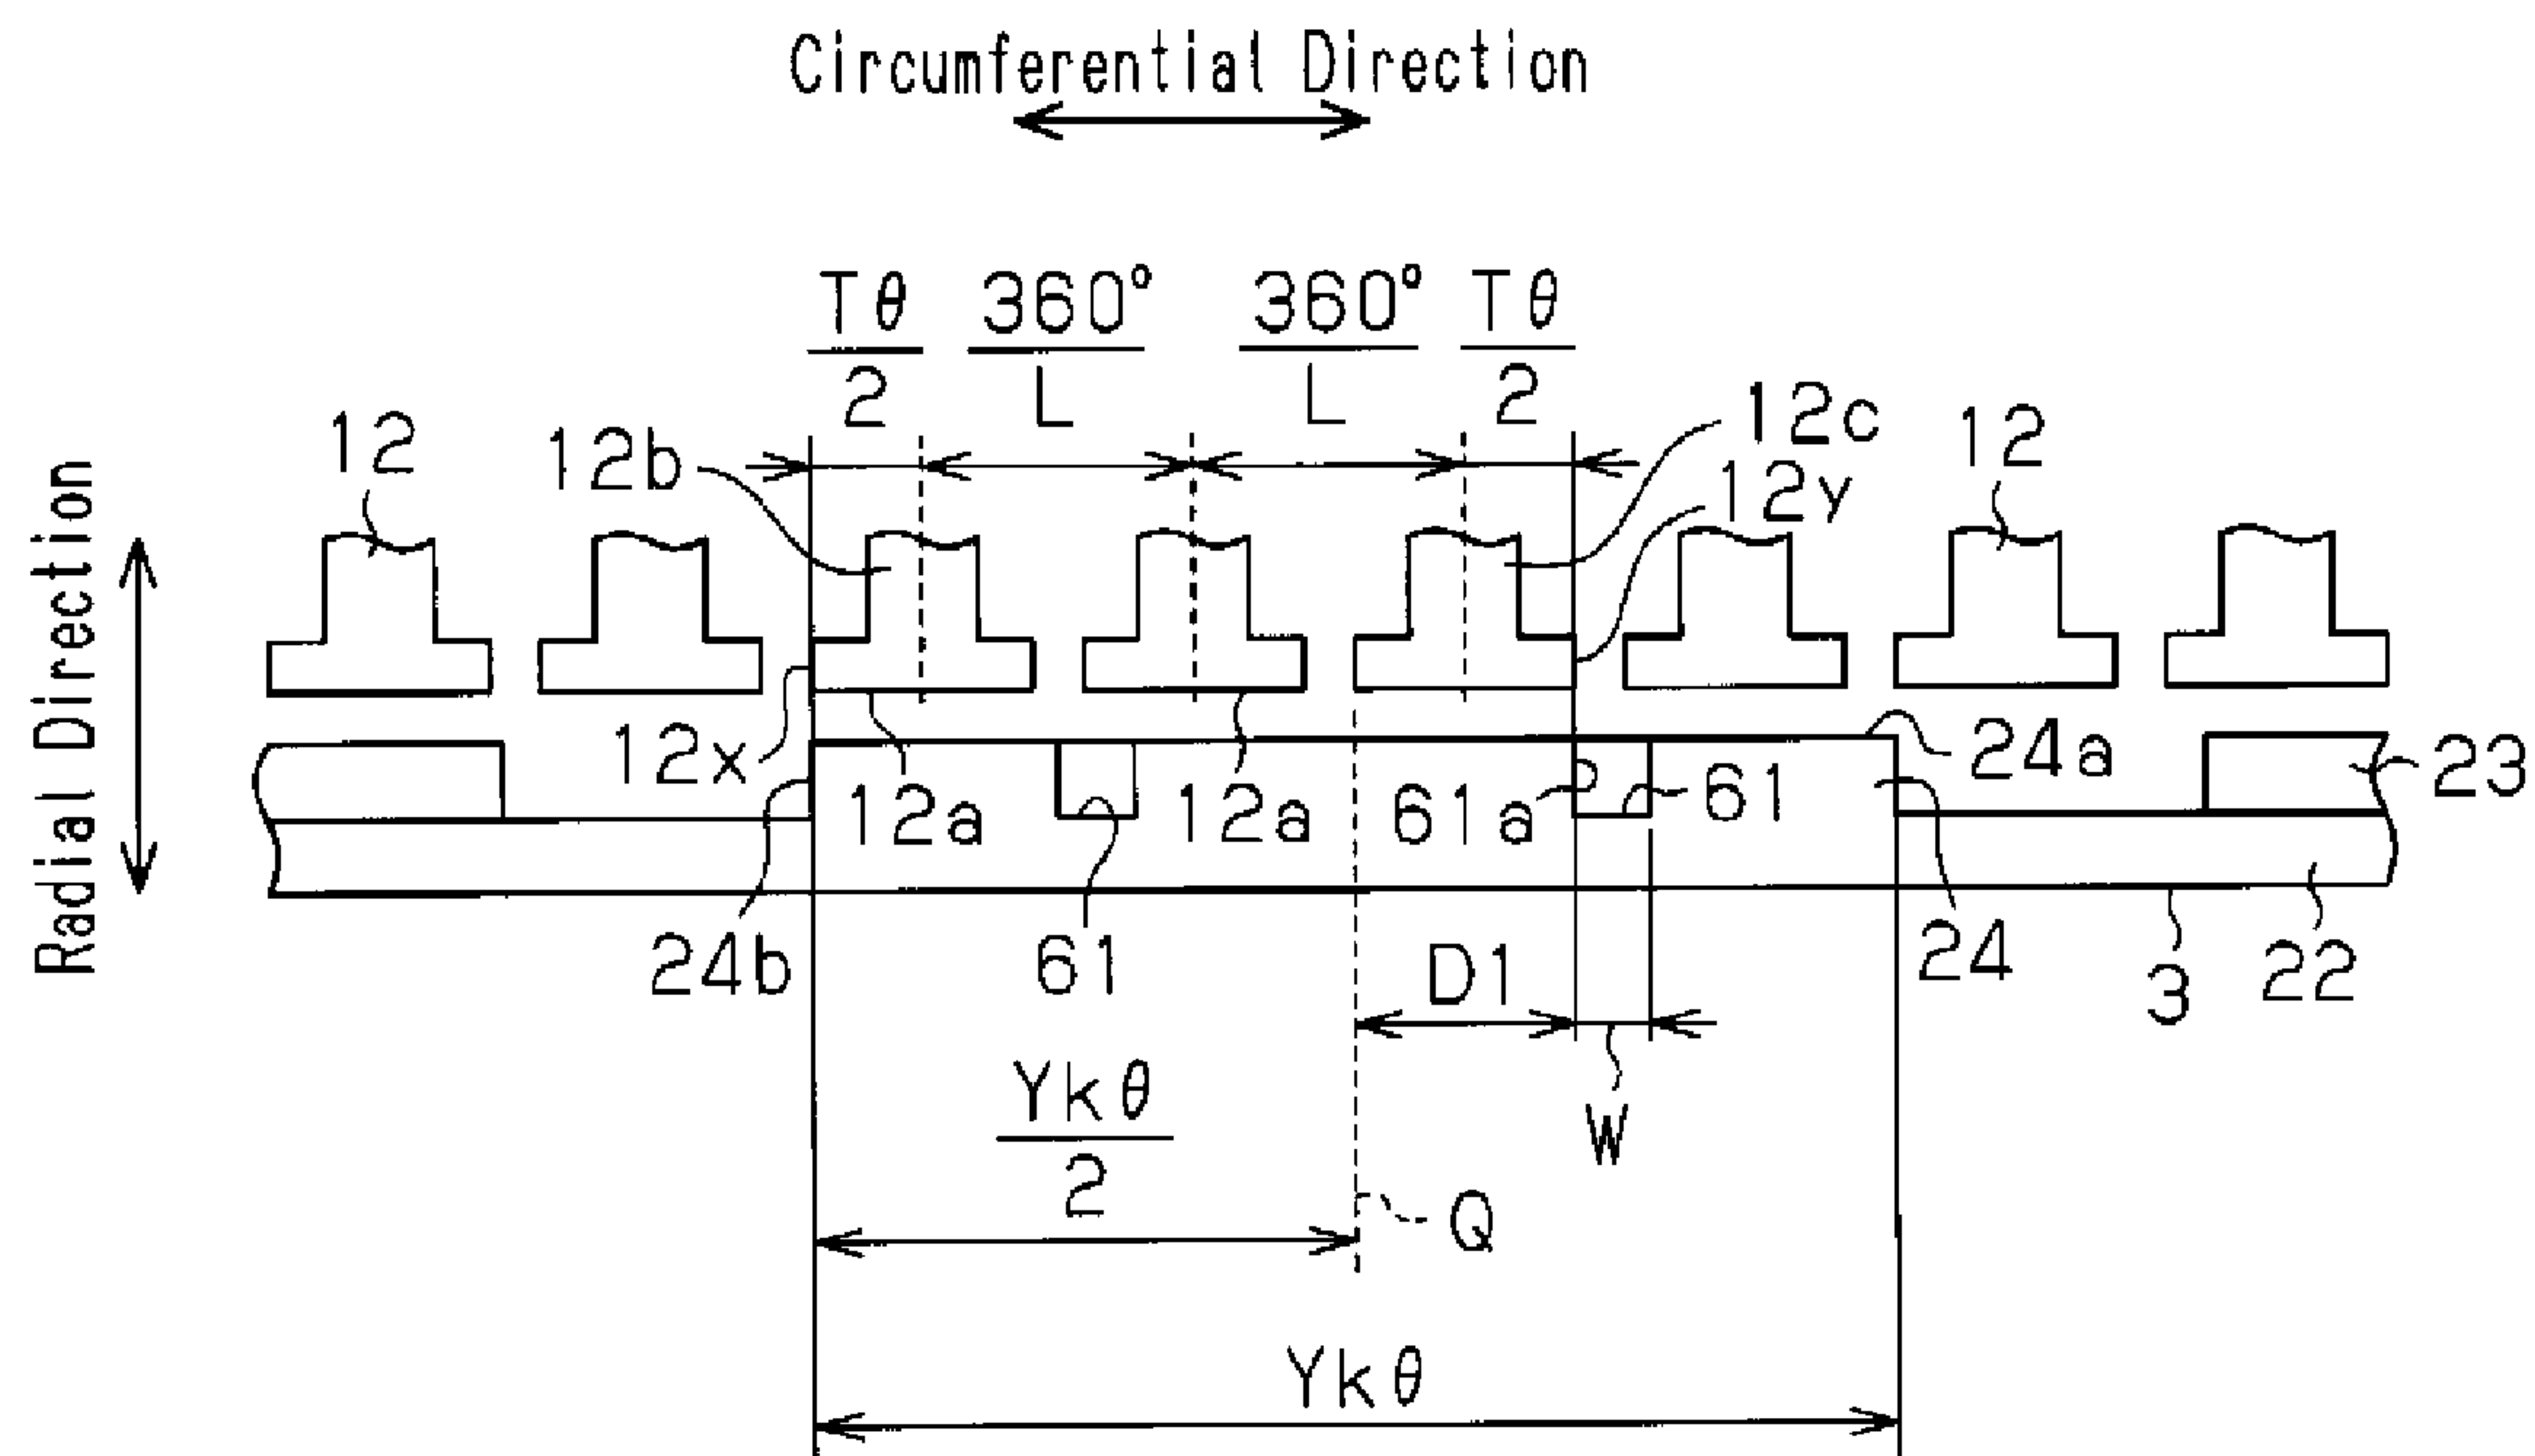 Circumferential Direction
Radial Direction
Tθ/2 360°/L 360°/L Tθ/2
12 12b 12c 12
12y
12x 12a 12a 61a 61 24a 23
24b 61 D1 24 3 22
Ykθ/2 W
Q
Ykθ